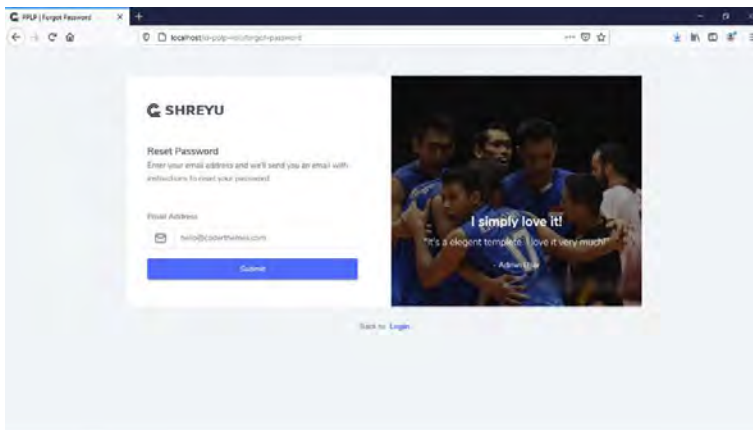 PPLP | Forgot Password
SHREYU
Reset Password
Enter your email address and we'll send you an email with
instructions to reset your password
Email Address
hello@coderthemes.com
Submit
I simply love it!
"It's a elegent templete. I love it very much!"
- Admin User
Back to Login